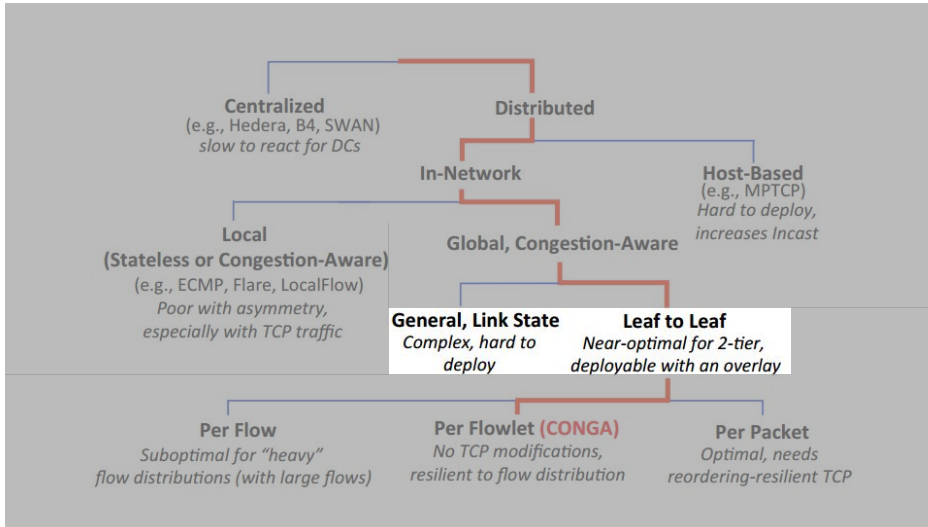 Centralized
(e.g., Hedera, B4, SWAN)
slow to react for DCs
Distributed
In-Network
Host-Based
(e.g., MPTCP)
Hard to deploy,
increases Incast
Local
(Stateless or Congestion-Aware)
(e.g., ECMP, Flare, LocalFlow)
Poor with asymmetry,
especially with TCP traffic
Global, Congestion-Aware
General, Link State
Complex, hard to
deploy
Leaf to Leaf
Near-optimal for 2-tier,
deployable with an overlay
Per Flow
Suboptimal for “heavy”
flow distributions (with large flows)
Per Flowlet (CONGA)
No TCP modifications,
resilient to flow distribution
Per Packet
Optimal, needs
reordering-resilient TCP